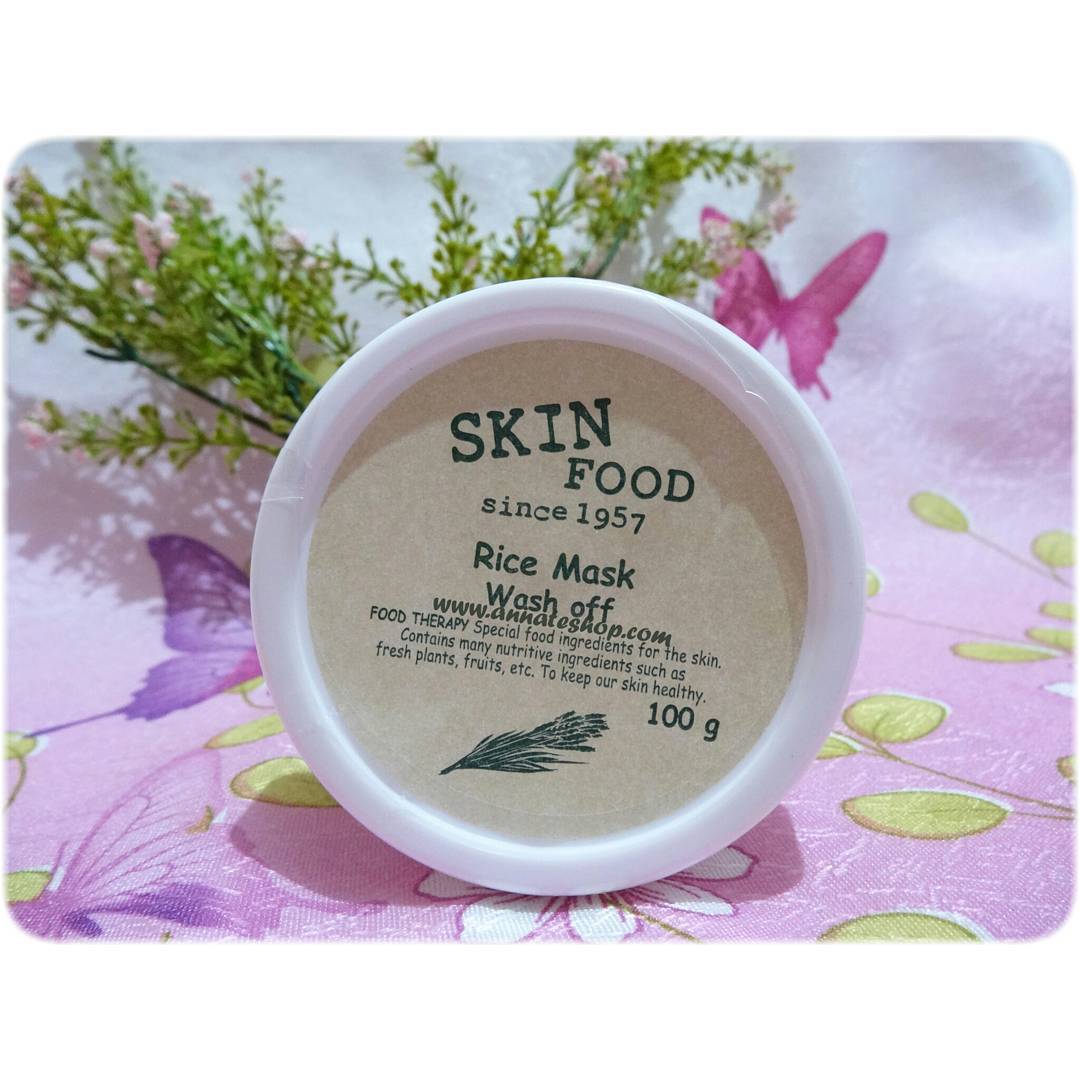 SKIN
FOOD
since 1957
Rice Mask
Wash off
www.annateshop.com
FOOD THERAPY Special food ingredients for the skin.
Contains many nutritive ingredients such as
fresh plants, fruits, etc. To keep our skin healthy.
100 g